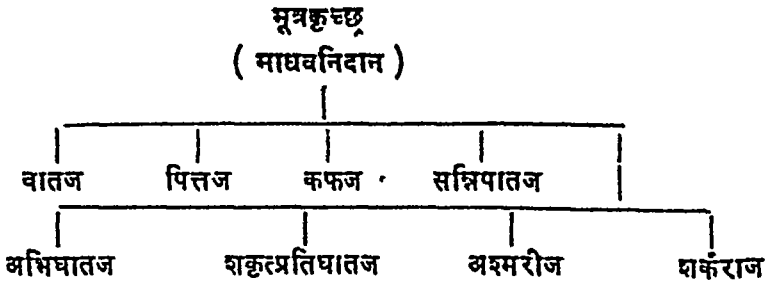 मूत्रकृच्छ्र
( माधवनिदान )
वातज पित्तज कफज सन्निपातज
अभिघातज शकृत्प्रतिघातज अश्मरीज शर्कराज